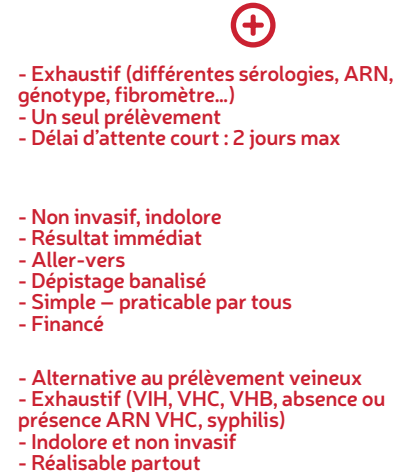 - Exhaustif (différentes sérologies, ARN,
génotype, fibromètre…)
- Un seul prélèvement
- Délai d’attente court : 2 jours max
- Non invasif, indolore
- Résultat immédiat
- Aller-vers
- Dépistage banalisé
- Simple – praticable par tous
- Financé
- Alternative au prélèvement veineux
- Exhaustif (VIH, VHC, VHB, absence ou
présence ARN VHC, syphilis)
- Indolore et non invasif
- Réalisable partout